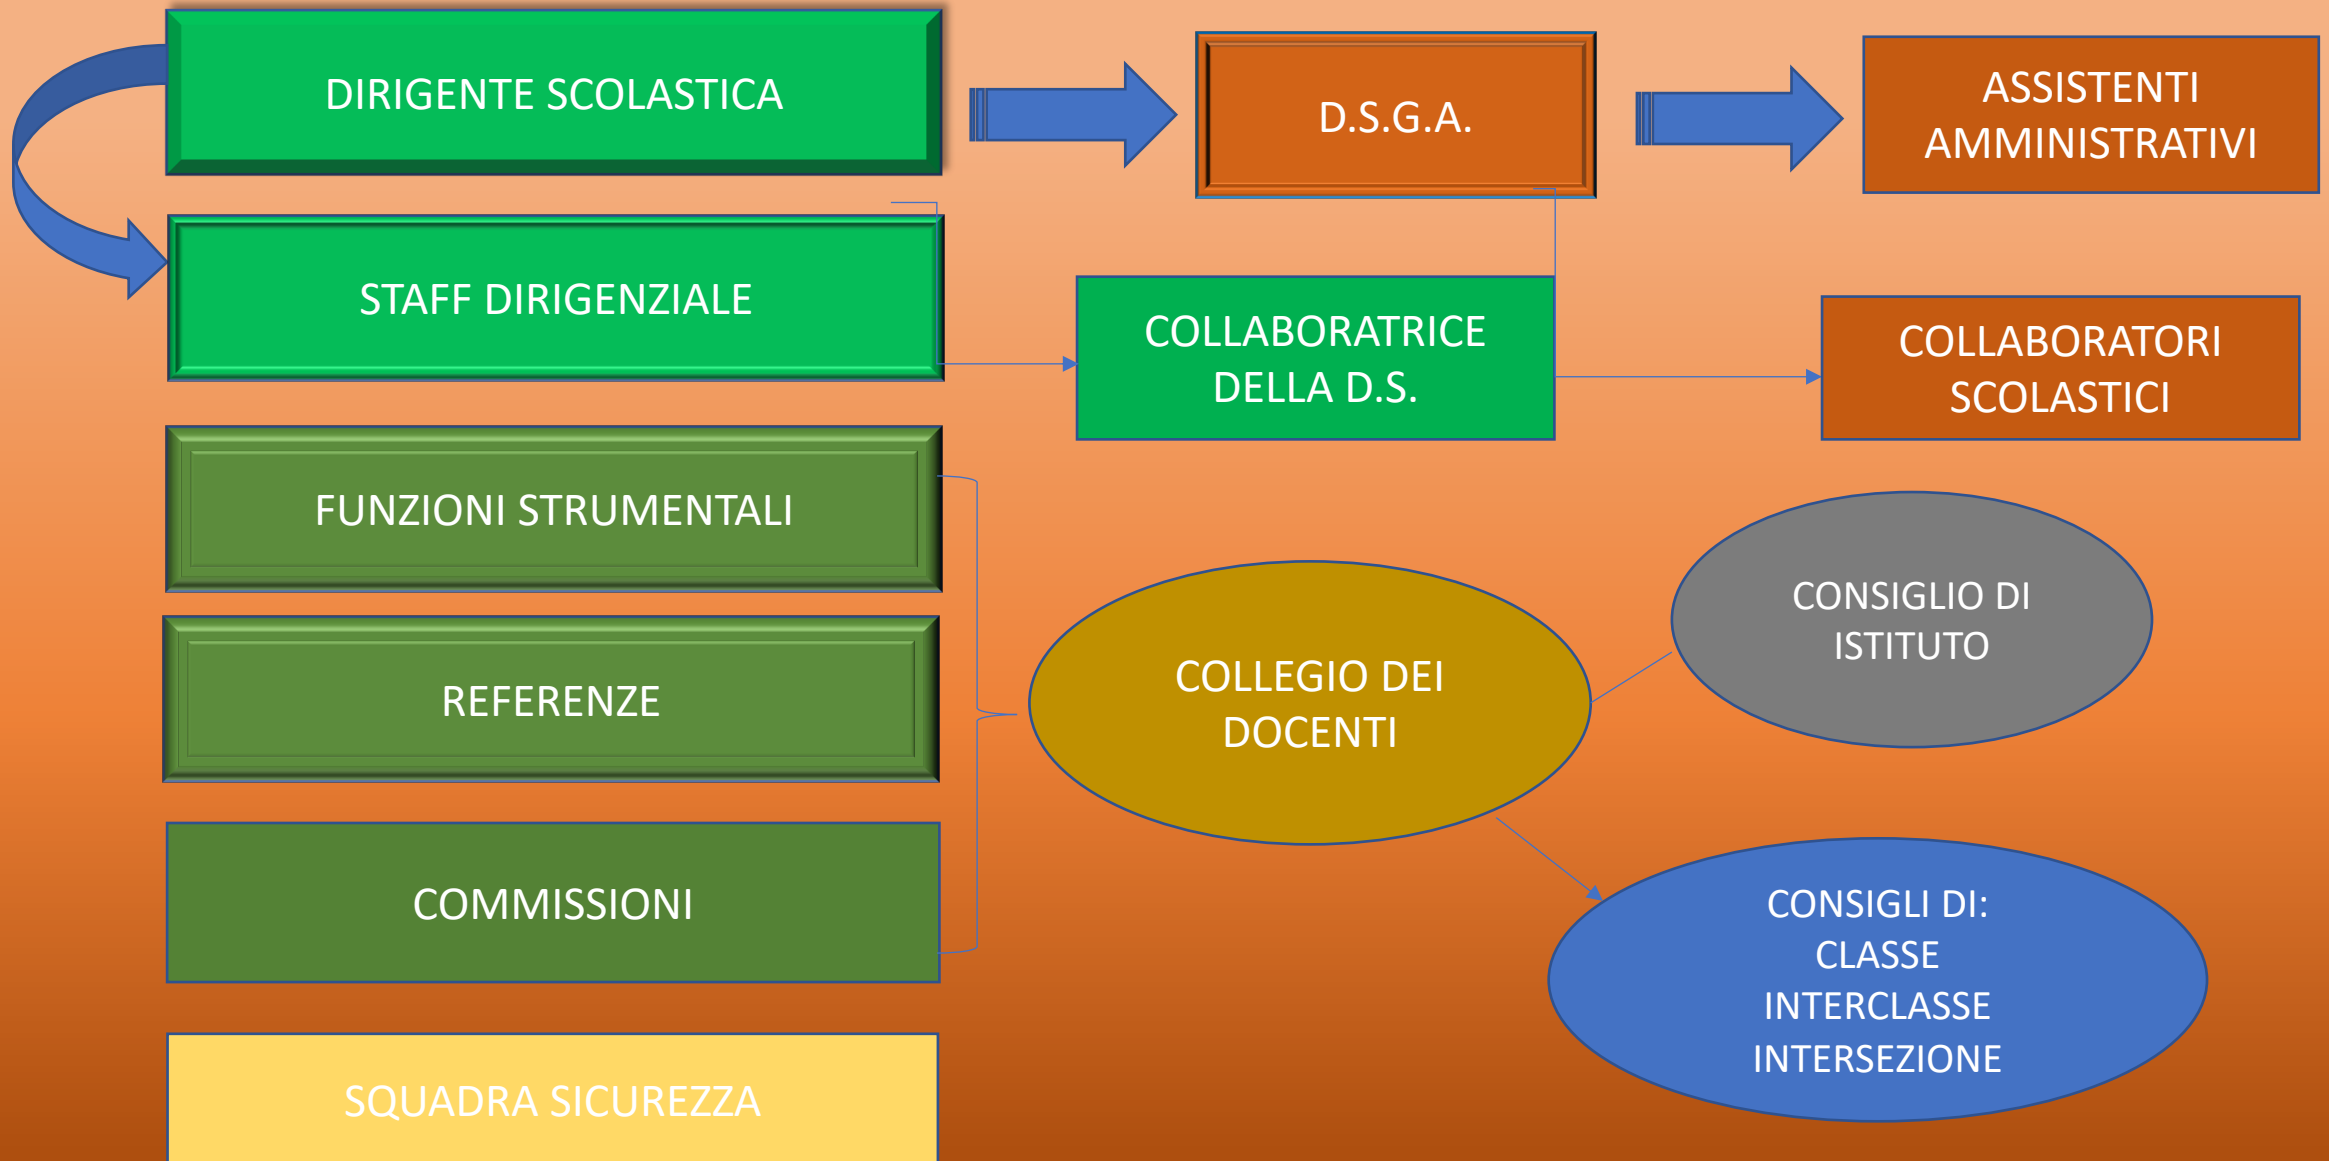 DIRIGENTE SCOLASTICA
D.S.G.A.
ASSISTENTI
AMMINISTRATIVI
STAFF DIRIGENZIALE
COLLABORATRICE
DELLA D.S.
COLLABORATORI
SCOLASTICI
FUNZIONI STRUMENTALI
REFERENZE
COLLEGIO DEI
DOCENTI
CONSIGLIO DI
ISTITUTO
COMMISSIONI
CONSIGLI DI:
CLASSE
INTERCLASSE
INTERSEZIONE
SQUADRA SICUREZZA